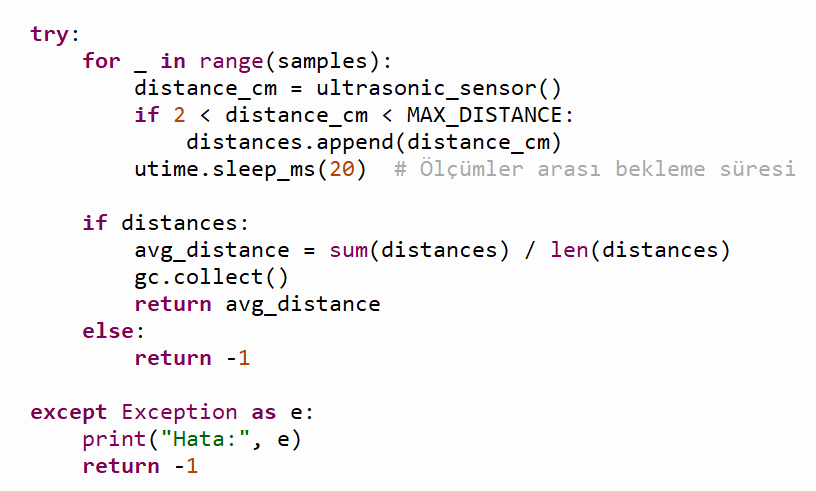 try:
    for _ in range(samples):
        distance_cm = ultrasonic_sensor()
        if 2 < distance_cm < MAX_DISTANCE:
            distances.append(distance_cm)
        utime.sleep_ms(20)  # Ölçümler arası bekleme süresi

    if distances:
        avg_distance = sum(distances) / len(distances)
        gc.collect()
        return avg_distance
    else:
        return -1

except Exception as e:
    print("Hata:", e)
    return -1